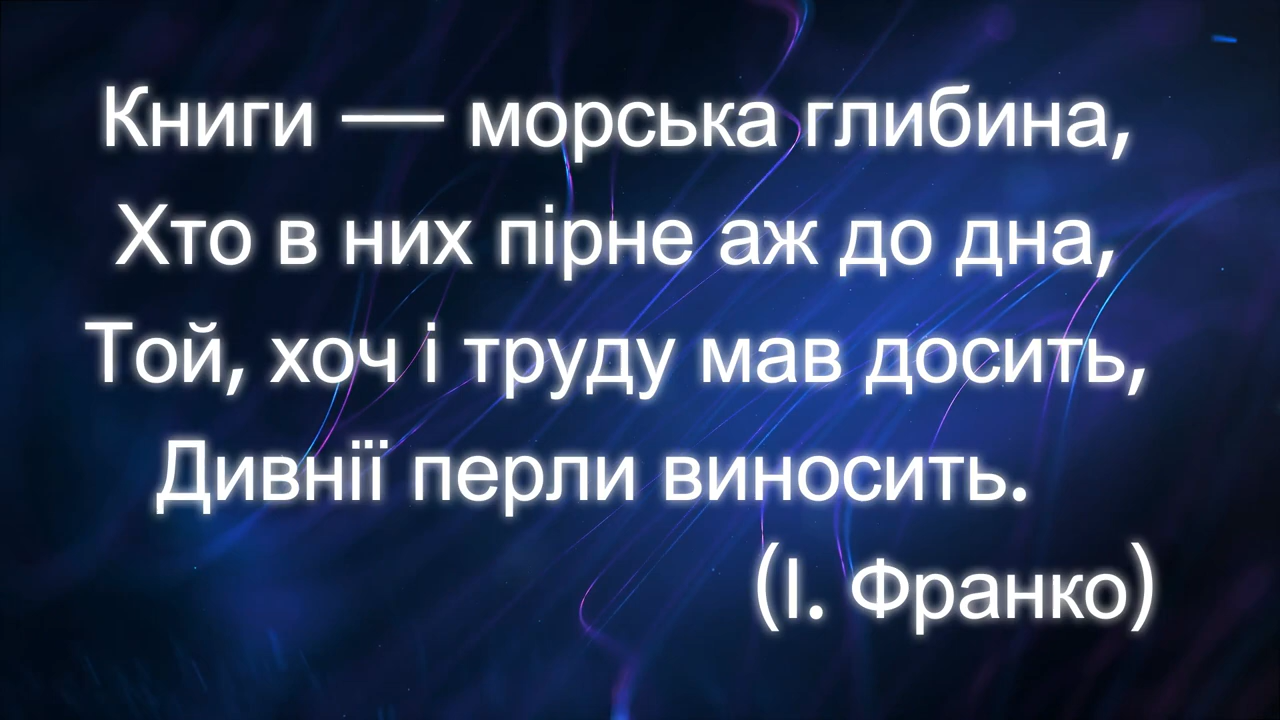 Книги — морська глибина,
Хто в них пірне аж до дна,
Той, хоч і труду мав досить,
Дивнії перли виносить.
(І. Франко)